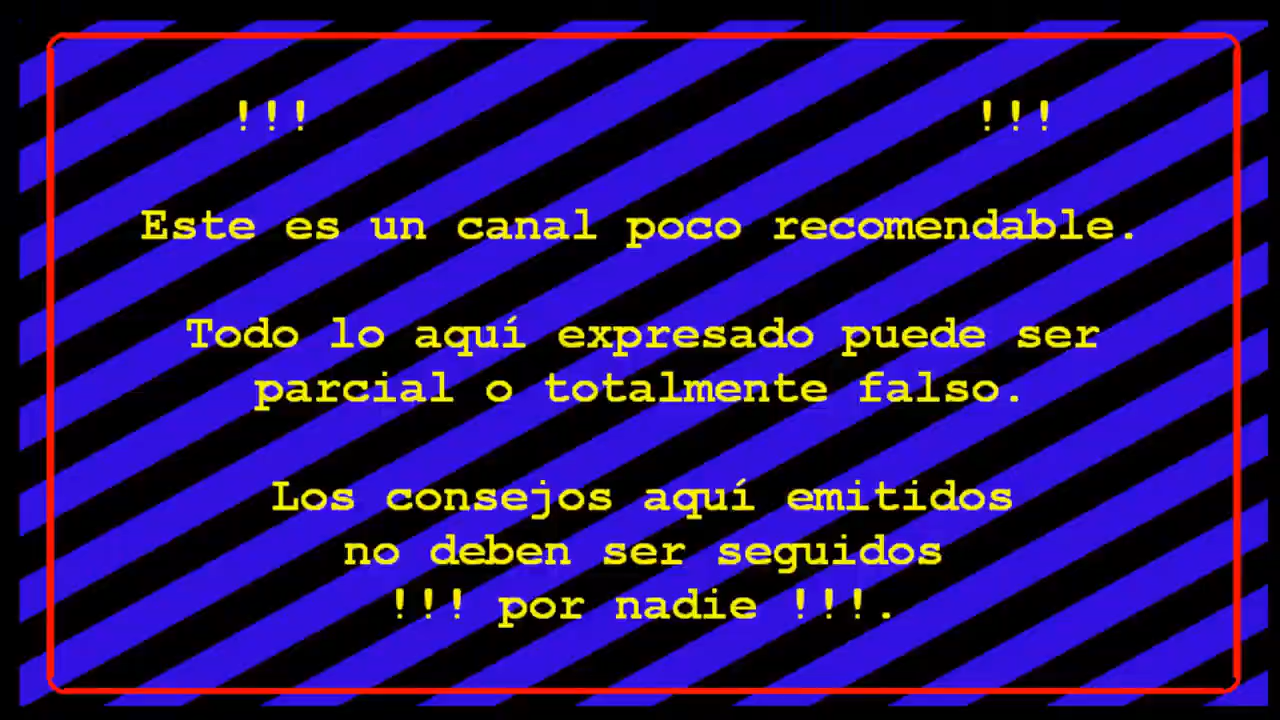 !!! !!!
Este es un canal poco recomendable.
Todo lo aquí expresado puede ser
parcial o totalmente falso.
Los consejos aquí emitidos
no deben ser seguidos
!!! por nadie !!!.